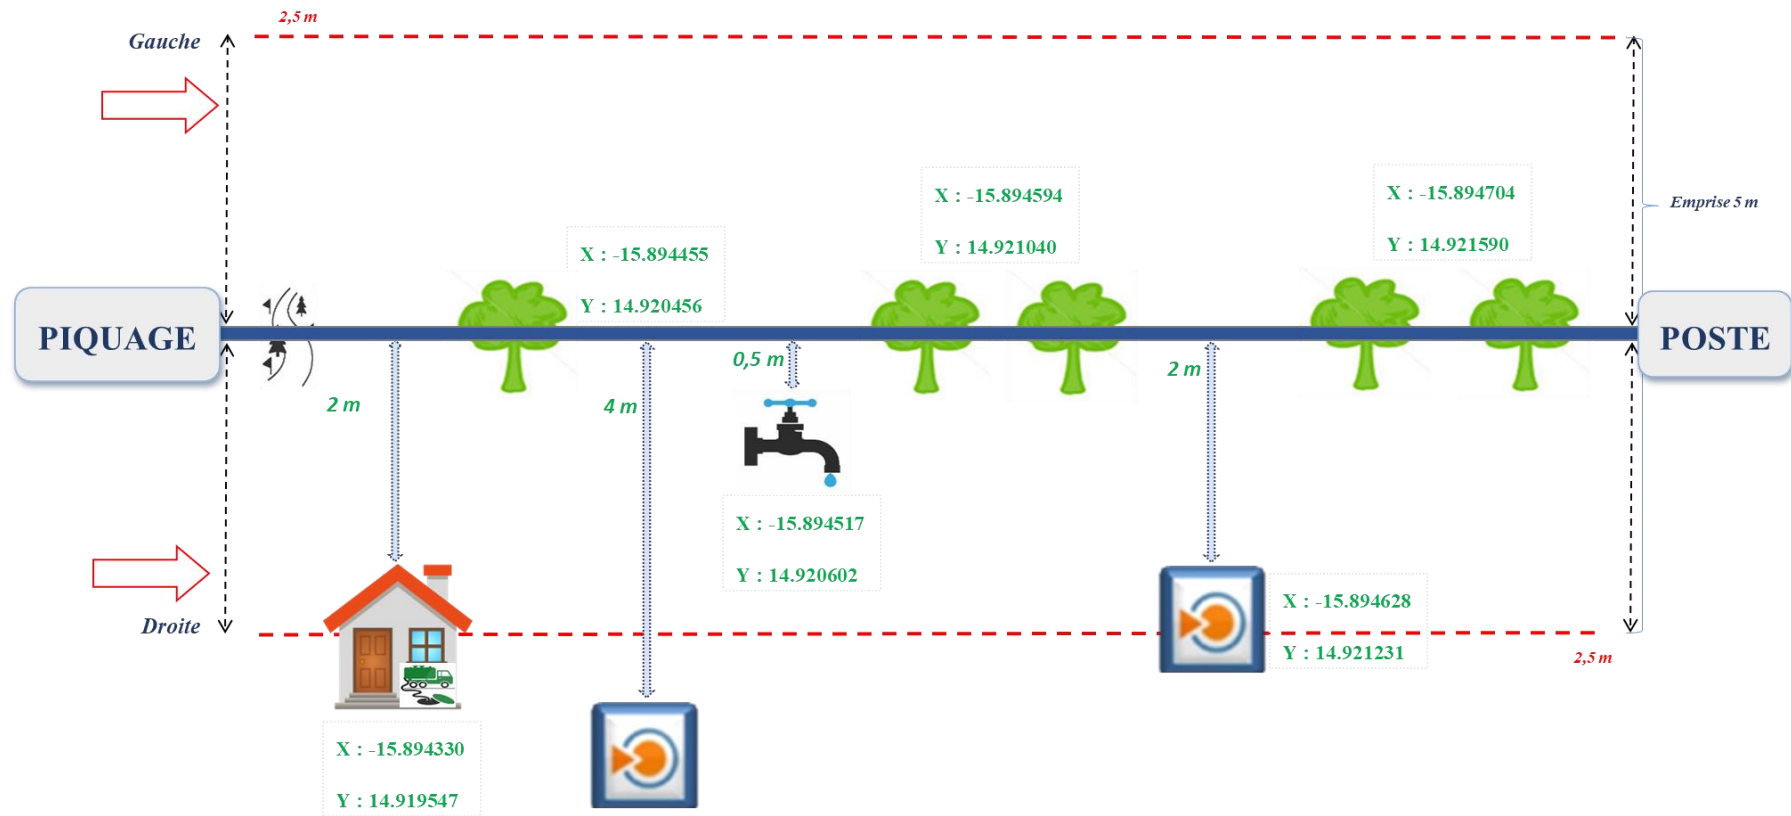 2,5 m
Gauche
X : -15.894594
Y : 14.921040
X : -15.894704
Y : 14.921590
Emprise 5 m
X : -15.894455
Y : 14.920456
PIQUAGE
POSTE
2 m
4 m
0,5 m
2 m
X : -15.894517
Y : 14.920602
X : -15.894628
Y : 14.921231
Droite
2,5 m
X : -15.894330
Y : 14.919547